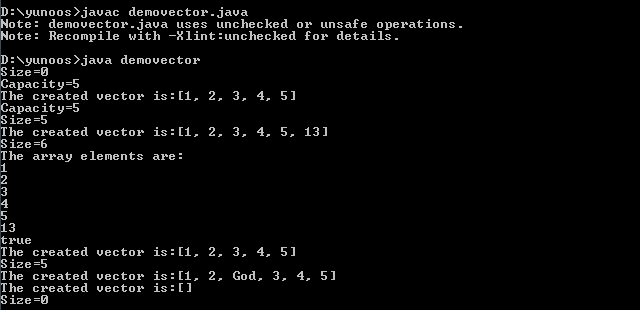 D:\yunoos>javac demovector.java
Note: demovector.java uses unchecked or unsafe operations.
Note: Recompile with -Xlint:unchecked for details.
D:\yunoos>java demovector
Size=0
Capacity=5
The created vector is:[1, 2, 3, 4, 5]
Capacity=5
Size=5
The created vector is:[1, 2, 3, 4, 5, 13]
Size=6
The array elements are:
1
2
3
4
5
13
true
The created vector is:[1, 2, 3, 4, 5]
Size=5
The created vector is:[1, 2, God, 3, 4, 5]
The created vector is:[]
Size=0